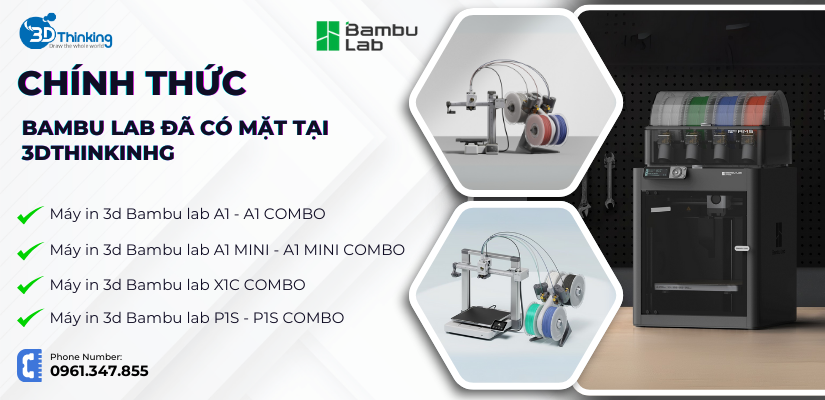 3D Thinking
Draw the whole world!
Bambu
Lab
CHÍNH THỨC
BAMBU LAB ĐÃ CÓ MẶT TẠI
3DTHINKINHG
Máy in 3d Bambu lab A1 - A1 COMBO
Máy in 3d Bambu lab A1 MINI - A1 MINI COMBO
Máy in 3d Bambu lab X1C COMBO
Máy in 3d Bambu lab P1S - P1S COMBO
Phone Number:
0961.347.855